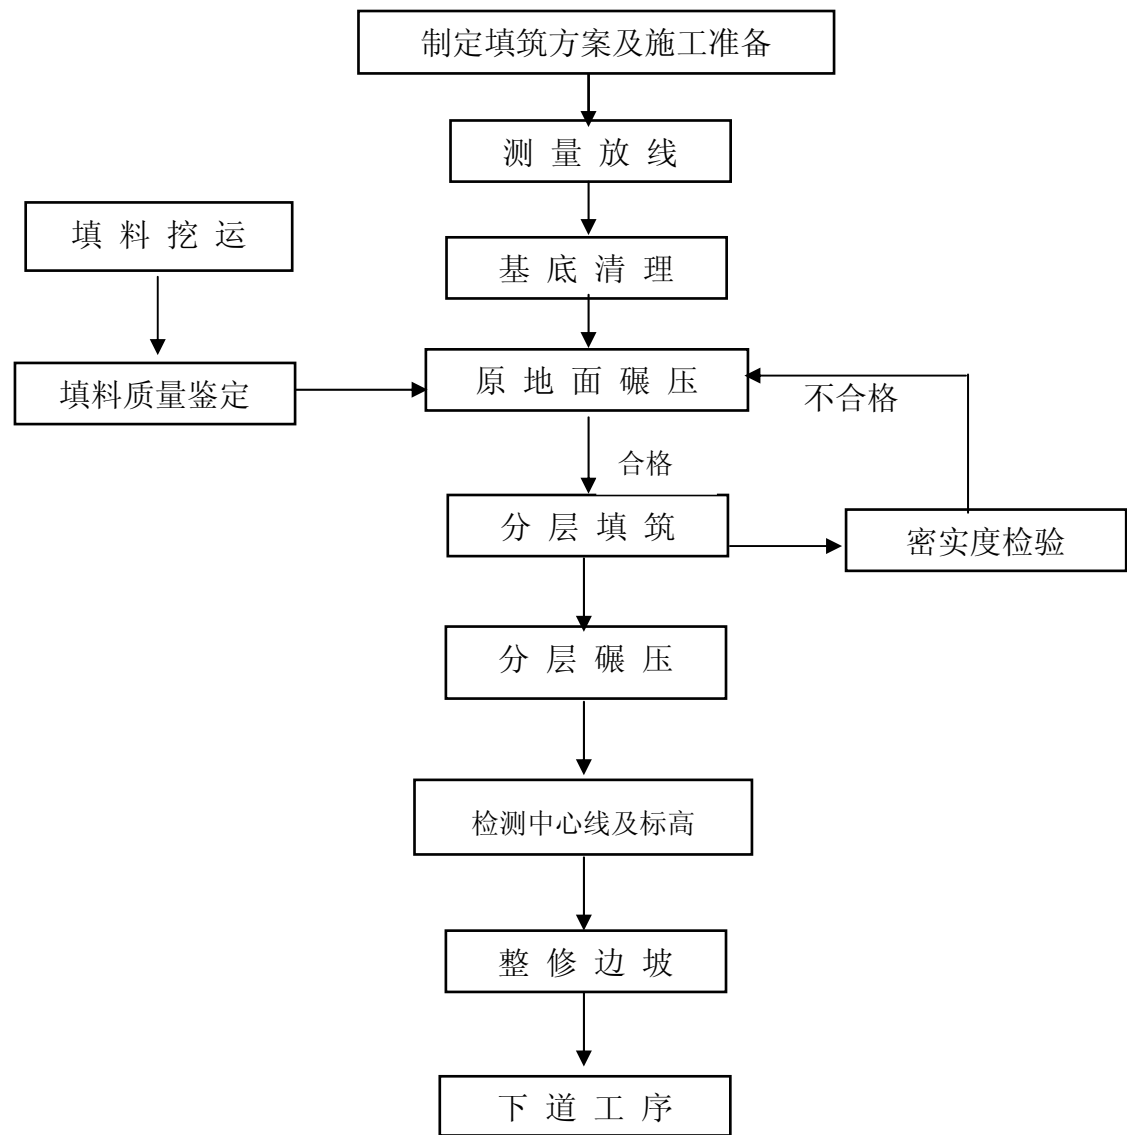 制定填筑方案及施工准备
测 量 放 线
填 料 挖 运
基 底 清 理
填料质量鉴定
原 地 面 碾 压
不合格
合格
分 层 填 筑
密实度检验
分 层 碾 压
检测中心线及标高
整 修 边 坡
下 道 工 序